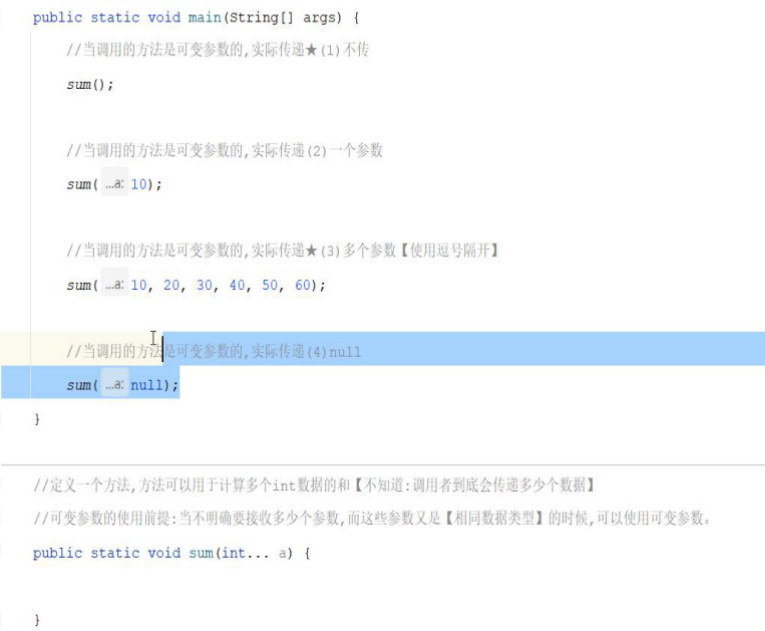 public static void main(String[] args) {
//当调用的方法是可变参数的,实际传递★(1)不传
sum();
//当调用的方法是可变参数的,实际传递(2)一个参数
sum( ...a: 10);
//当调用的方法是可变参数的,实际传递★(3)多个参数【使用逗号隔开】
sum( ...a: 10, 20, 30, 40, 50, 60);
//当调用的方法是可变参数的,实际传递(4)null
sum( ...a: null);
}
//定义一个方法,方法可以用于计算多个int数据的和【不知道:调用者到底会传递多少个数据】
//可变参数的使用前提:当不明确要接收多少个参数,而这些参数又是【相同数据类型】的时候,可以使用可变参数。
public static void sum(int... a) {
}